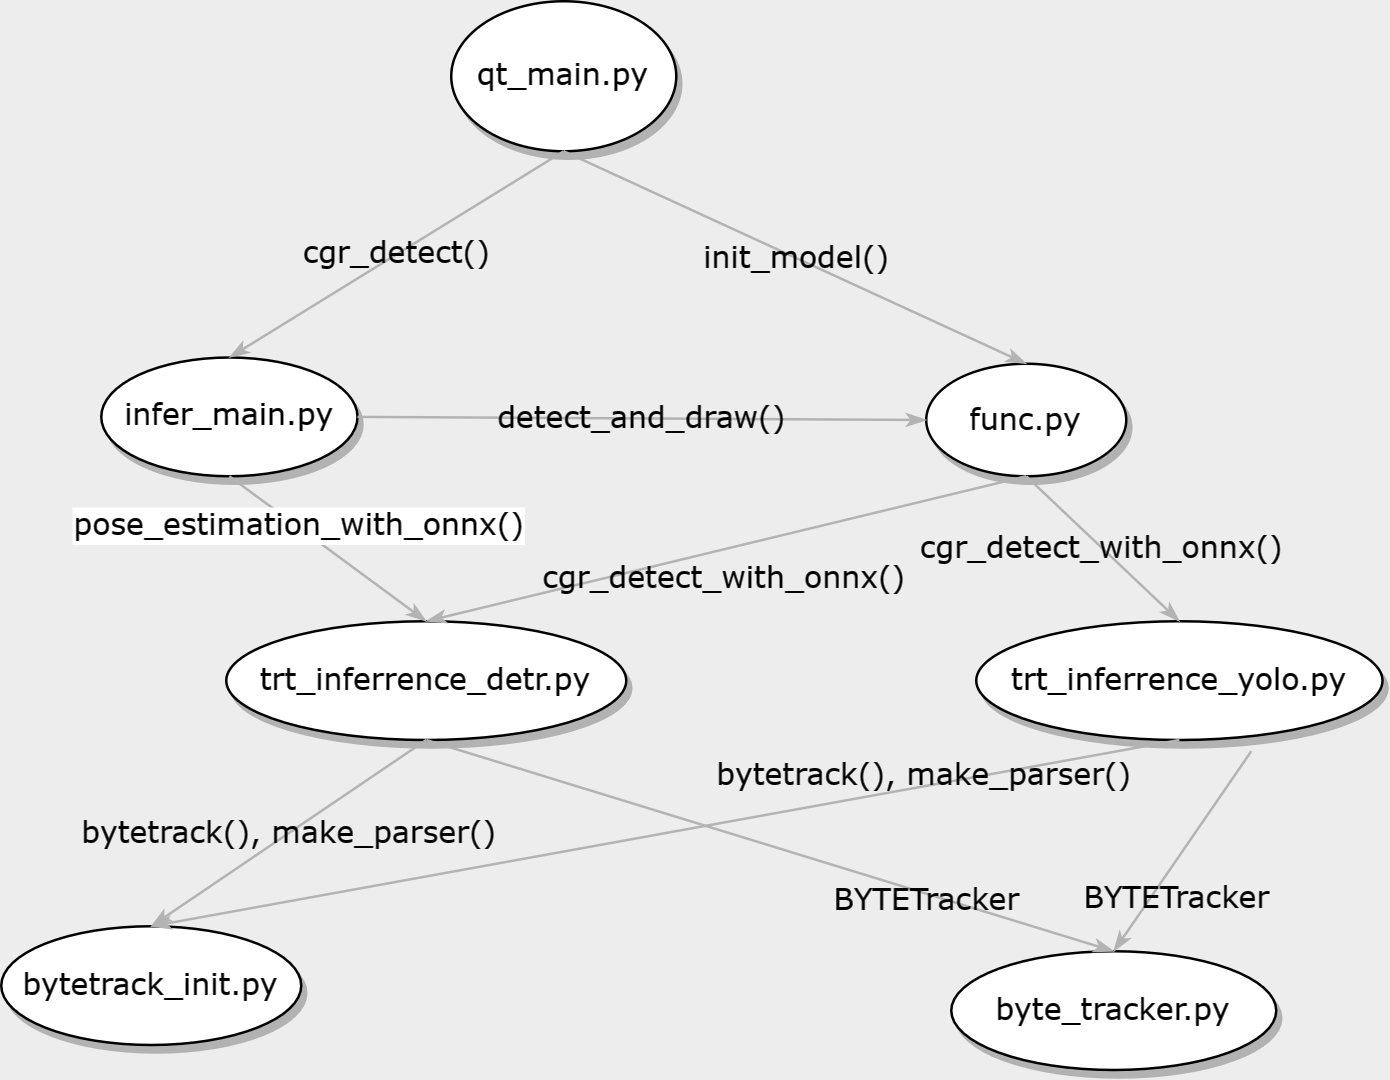 qt_main.py
cgr_detect()
init_model()
infer_main.py
detect_and_draw()
func.py
pose_estimation_with_onnx()
cgr_detect_with_onnx()
cgr_detect_with_onnx()
trt_inferrence_detr.py
trt_inferrence_yolo.py
bytetrack(), make_parser()
bytetrack(), make_parser()
BYTETracker
BYTETracker
bytetrack_init.py
byte_tracker.py